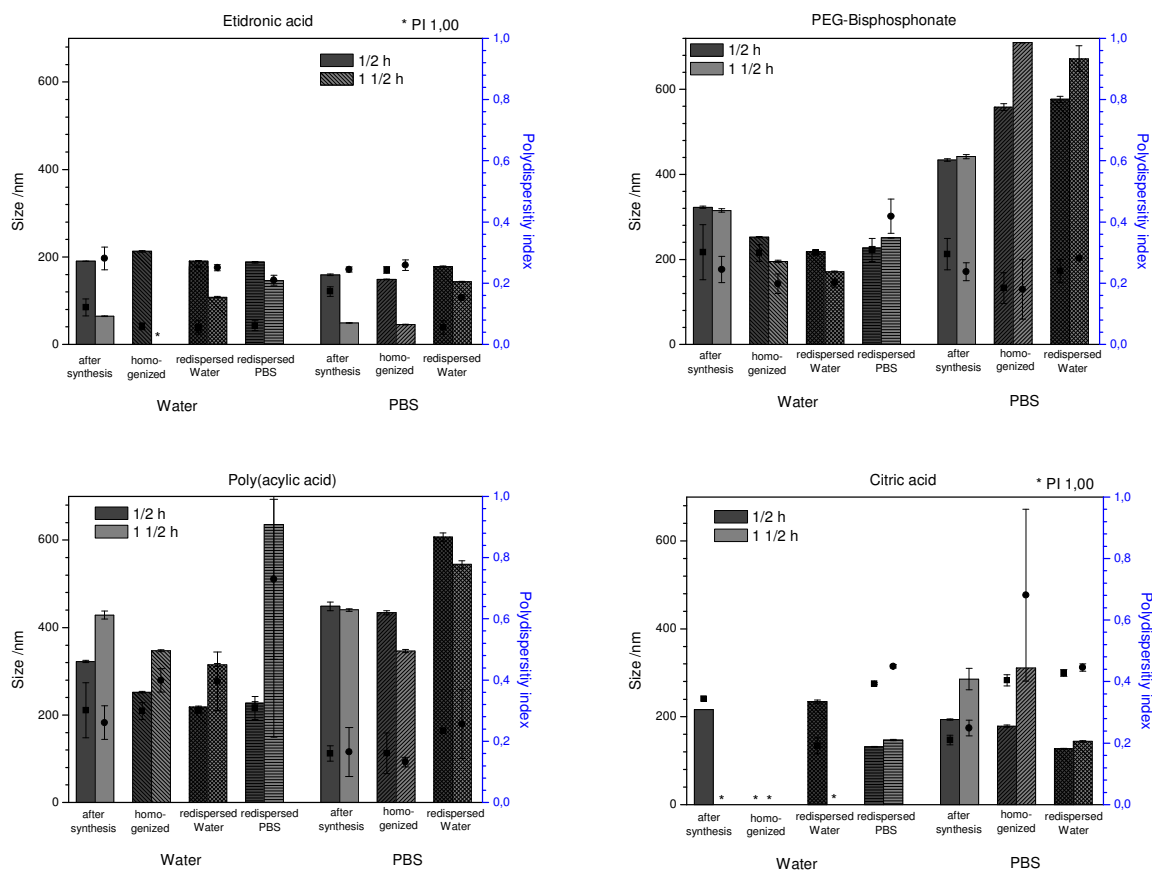 Etidronic acid
* PI 1,00
1/2 h
1 1/2 h
600
400
200
0
Size /nm
1,0
0,8
0,6
0,4
0,2
0,0
Polydispersitiy index
*
after
synthesis
homo-
genized
redispersed
Water
redispersed
PBS
after
synthesis
homo-
genized
redispersed
Water
Water
PBS
PEG-Bisphosphonate
1/2 h
1 1/2 h
600
400
200
0
Size /nm
1,0
0,8
0,6
0,4
0,2
0,0
Polydispersitiy index
after
synthesis
homo-
genized
redispersed
Water
redispersed
PBS
after
synthesis
homo-
genized
redispersed
Water
Water
PBS
Poly(acylic acid)
1/2 h
1 1/2 h
600
400
200
0
Size /nm
1,0
0,8
0,6
0,4
0,2
0,0
Polydispersitiy index
after
synthesis
homo-
genized
redispersed
Water
redispersed
PBS
after
synthesis
homo-
genized
redispersed
Water
Water
PBS
Citric acid
* PI 1,00
1/2 h
1 1/2 h
600
400
200
0
Size /nm
1,0
0,8
0,6
0,4
0,2
0,0
Polydispersitiy index
* * * *
after
synthesis
homo-
genized
redispersed
Water
redispersed
PBS
after
synthesis
homo-
genized
redispersed
Water
Water
PBS